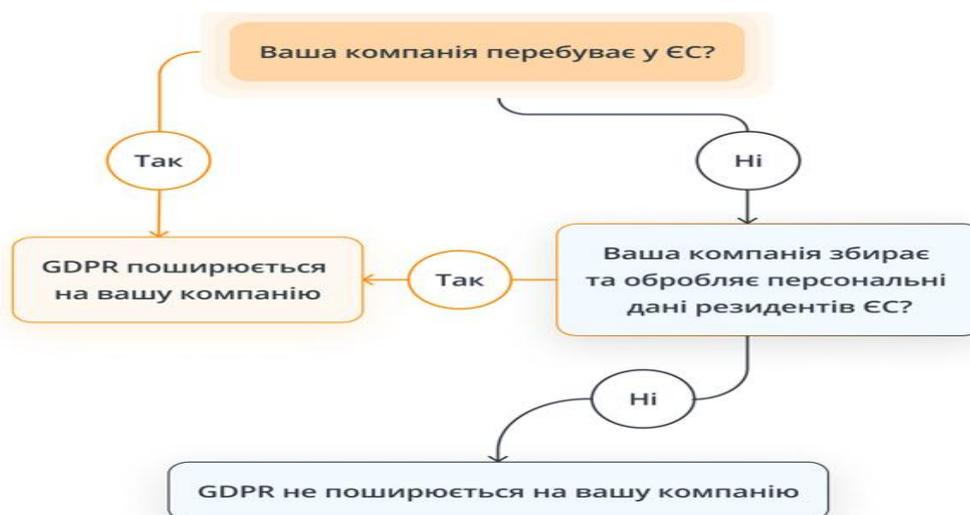 Ваша компанія перебуває у ЄС?
Так
Ні
GDPR поширюється
на вашу компанію
Так
Ваша компанія збирає
та обробляє персональні
дані резидентів ЄС?
Ні
GDPR не поширюється на вашу компанію